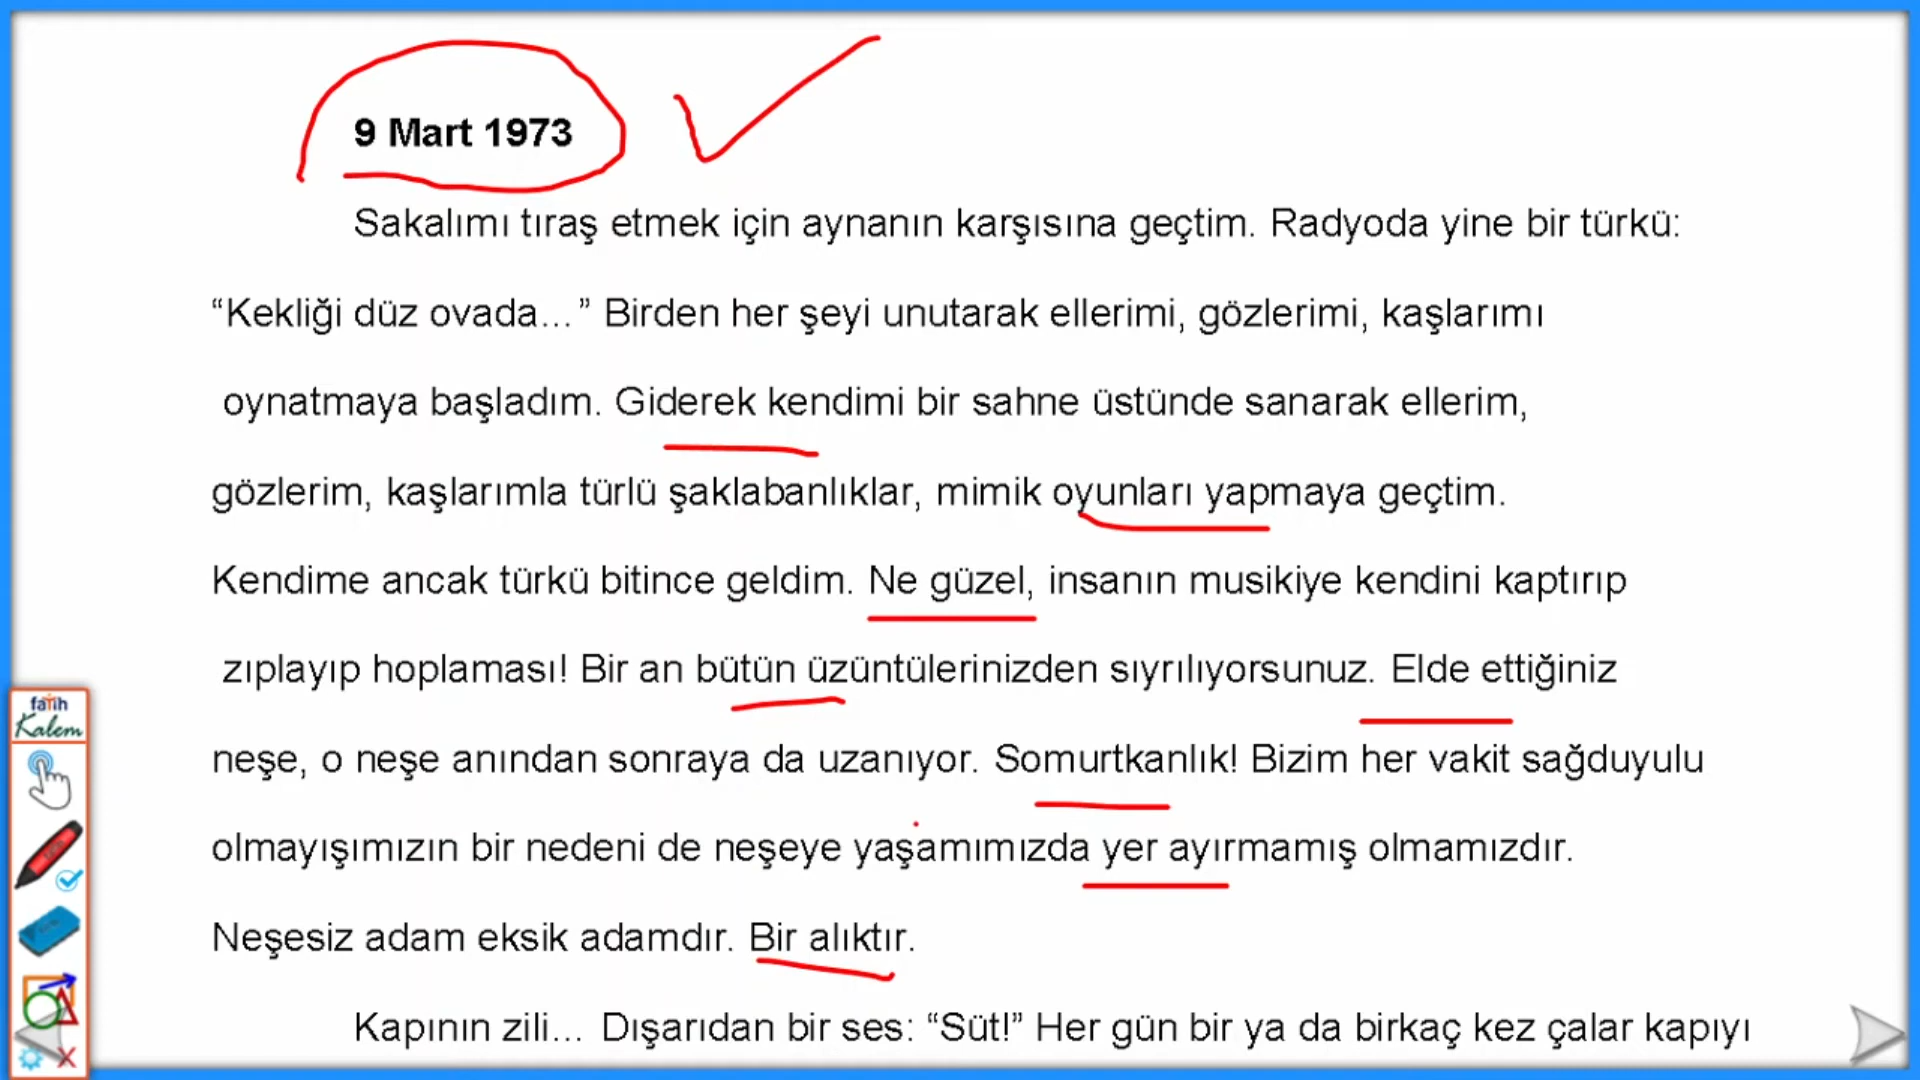 9 Mart 1973
Sakalımı tıraş etmek için aynanın karşısına geçtim. Radyoda yine bir türkü:
“Kekliği düz ovada...” Birden her şeyi unutarak ellerimi, gözlerimi, kaşlarımı
oynatmaya başladım. Giderek kendimi bir sahne üstünde sanarak ellerim,
gözlerim, kaşlarımla türlü şaklabanlıklar, mimik oyunları yapmaya geçtim.
Kendime ancak türkü bitince geldim. Ne güzel, insanın musikiye kendini kaptırıp
zıplayıp hoplaması! Bir an bütün üzüntülerinizden sıyrılıyorsunuz. Elde ettiğiniz
neşe, o neşe anından sonraya da uzanıyor. Somurtkanlık! Bizim her vakit sağduyulu
olmayışımızın bir nedeni de neşeye yaşamımızda yer ayırmamış olmamızdır.
Neşesiz adam eksik adamdır. Bir alıktır.
Kapının zili... Dışarıdan bir ses: “Süt!” Her gün bir ya da birkaç kez çalar kapıyı
fatih
Kalem